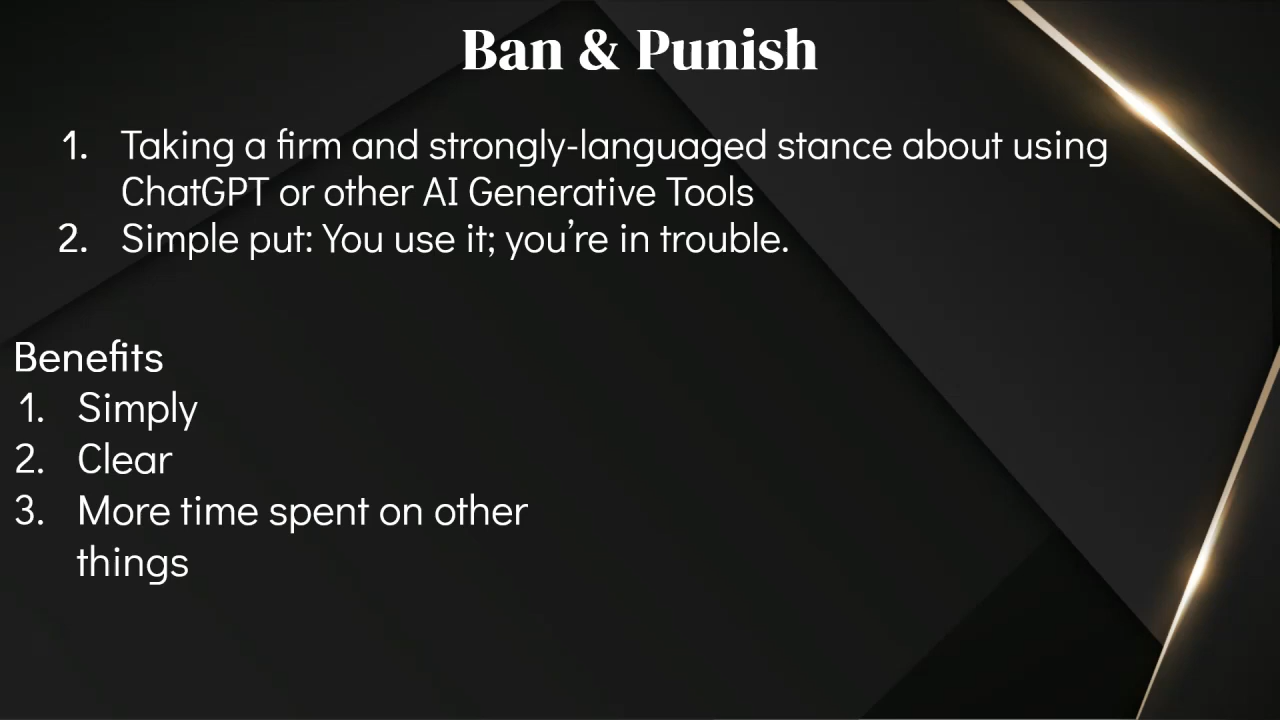 Ban & Punish
1. Taking a firm and strongly-languaged stance about using
ChatGPT or other AI Generative Tools
2. Simple put: You use it; you’re in trouble.
Benefits
1. Simply
2. Clear
3. More time spent on other
things